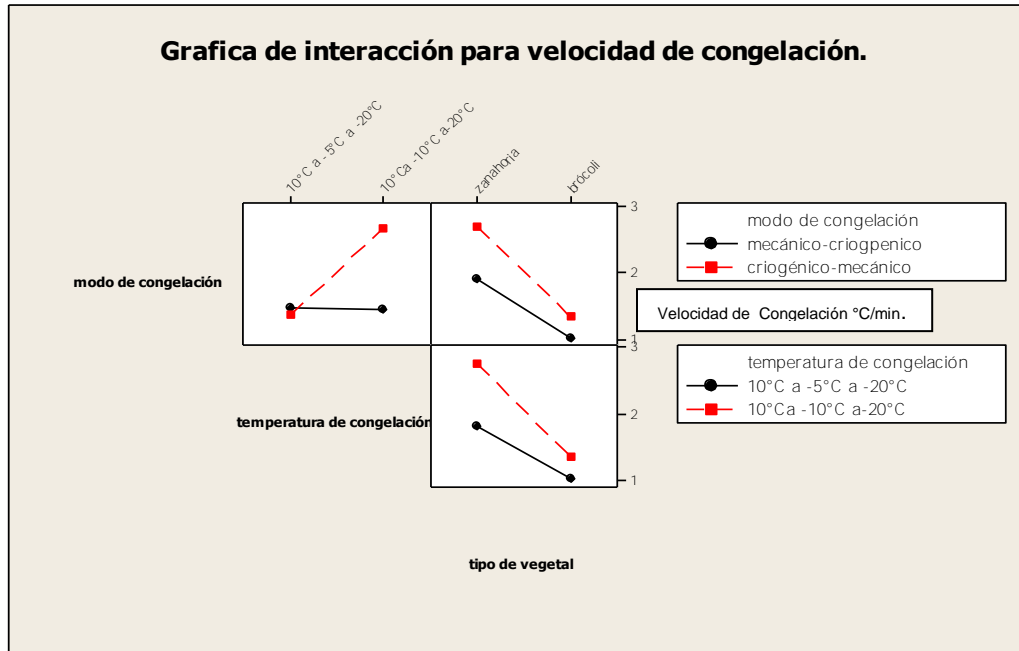 Grafica de interacción para velocidad de congelación.
10°C a - 5°C a -20°C
10°Ca -10°C a-20°C
zanahoria
brócoli
modo de congelación
3
2
1
modo de congelación
mecánico-criogpenico
criogénico-mecánico
Velocidad de Congelación °C/min.
temperatura de congelación
3
2
1
temperatura de congelación
10°C a -5°C a -20°C
10°Ca -10°C a-20°C
tipo de vegetal